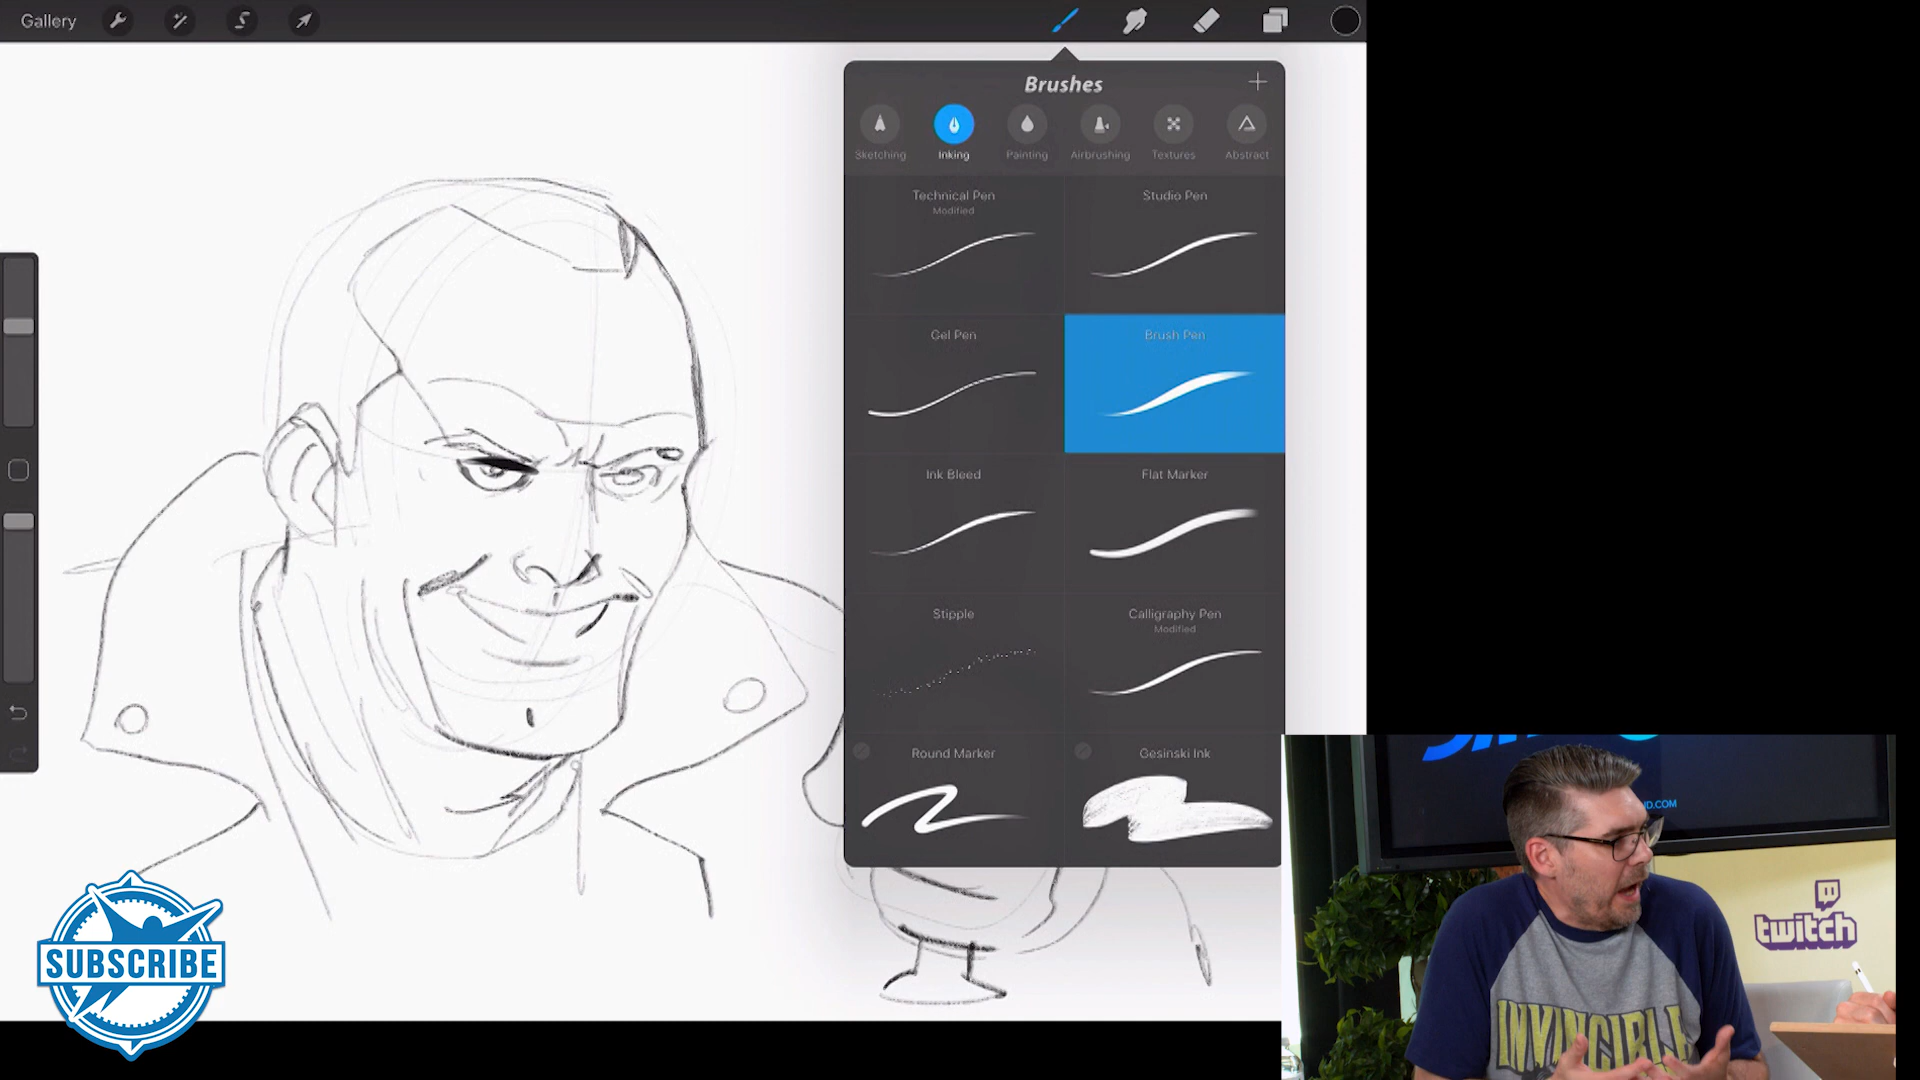 Gallery
Brushes
Sketching
Inking
Painting
Airbrushing
Textures
Abstract
Technical Pen
Modified
Studio Pen
Gel Pen
Brush Pen
Ink Bleed
Flat Marker
Stipple
Calligraphy Pen
Modified
Round Marker
Gesinski Ink
SUBSCRIBE
twitch
INVINCIBLE